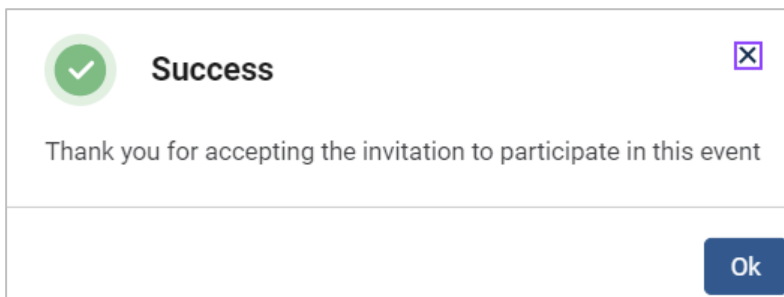 Success
Thank you for accepting the invitation to participate in this event
Ok